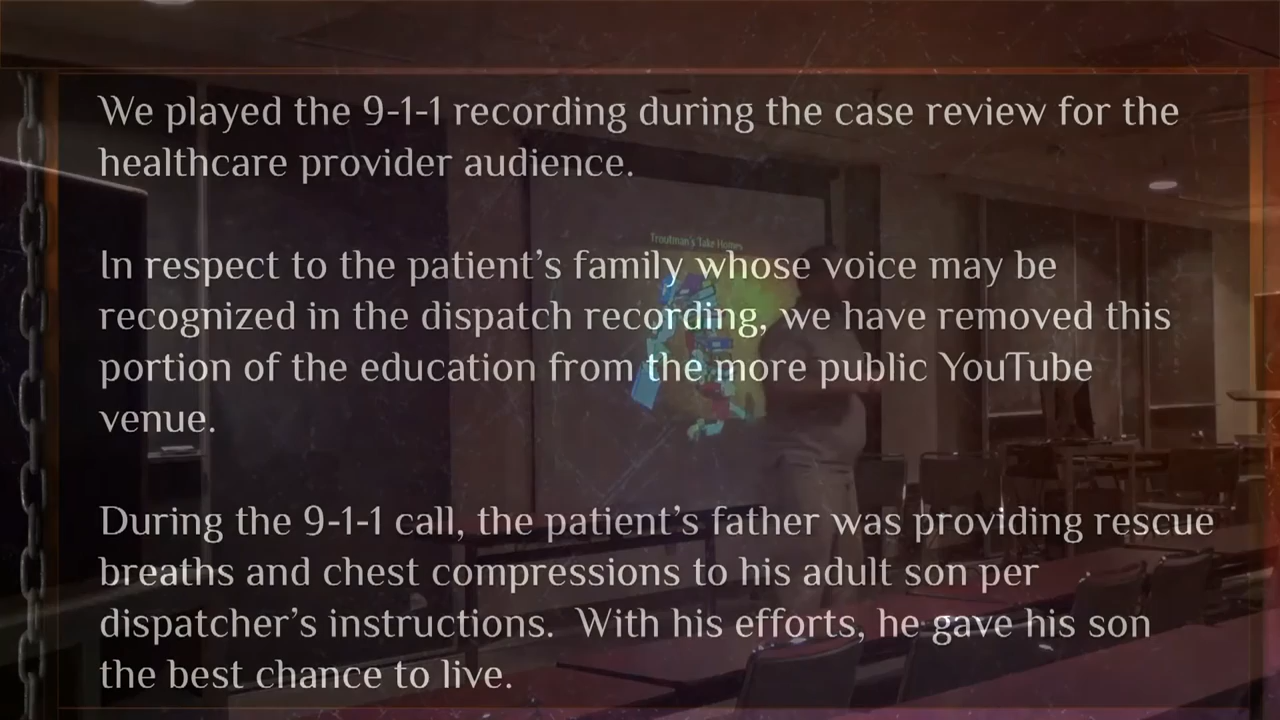 We played the 9-1-1 recording during the case review for the
healthcare provider audience.
Troutman's Take Homes
In respect to the patient’s family whose voice may be
recognized in the dispatch recording, we have removed this
portion of the education from the more public YouTube
venue.
During the 9-1-1 call, the patient’s father was providing rescue
breaths and chest compressions to his adult son per
dispatcher’s instructions.  With his efforts, he gave his son
the best chance to live.